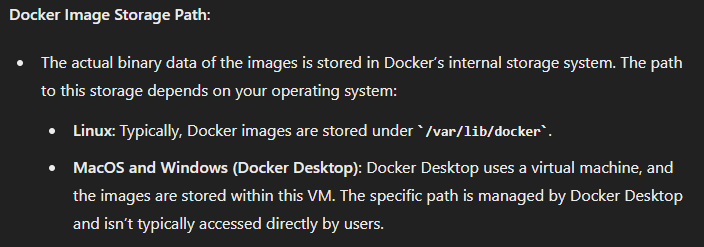 Docker Image Storage Path:
The actual binary data of the images is stored in Docker’s internal storage system. The path
to this storage depends on your operating system:
Linux: Typically, Docker images are stored under `/var/lib/docker`.
MacOS and Windows (Docker Desktop): Docker Desktop uses a virtual machine, and
the images are stored within this VM. The specific path is managed by Docker Desktop
and isn’t typically accessed directly by users.